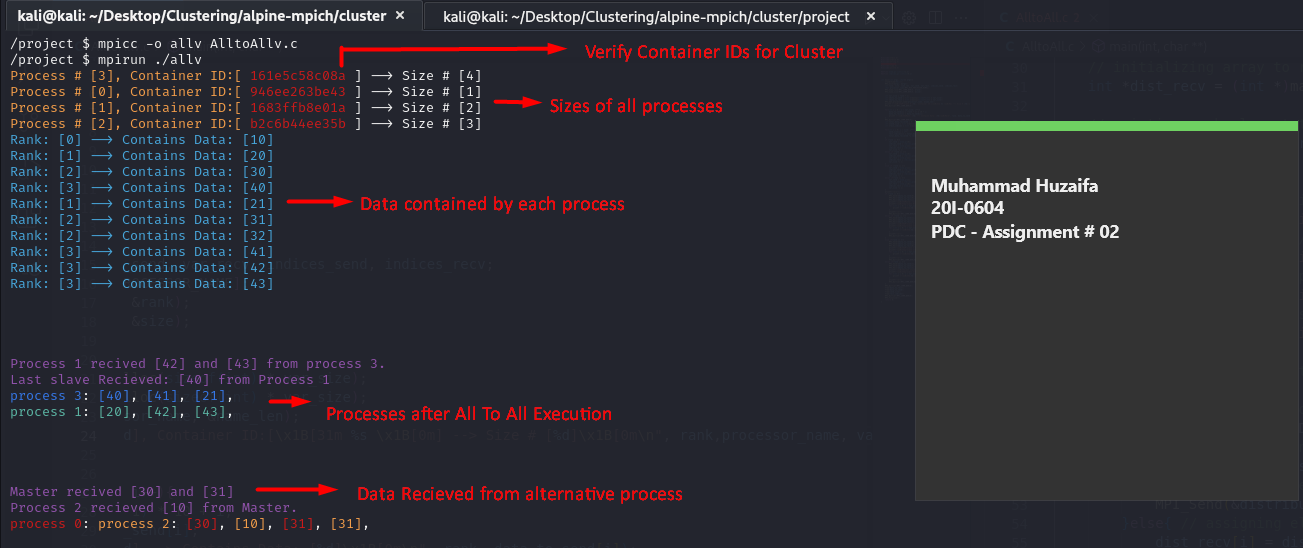 kali@kali: ~/Desktop/Clustering/alpine-mpich/cluster ×
kali@kali: ~/Desktop/Clustering/alpine-mpich/cluster/project ×
/project $ mpicc -o allv AlltoAllv.c
/project $ mpirun ./allv
Verify Container IDs for Cluster
Process # [3], Container ID:[ 161e5c58c08a ] —> Size # [4]
Process # [0], Container ID:[ 946ee263be43 ] —> Size # [1]
Process # [1], Container ID:[ 1683ffb8e01a ] —> Size # [2]
Sizes of all processes
Process # [2], Container ID:[ b2c6b44ee35b ] —> Size # [3]
Rank: [0] —> Contains Data: [10]
Rank: [1] —> Contains Data: [20]
Rank: [2] —> Contains Data: [30]
Rank: [3] —> Contains Data: [40]
Rank: [1] —> Contains Data: [21]
Data contained by each process
Rank: [2] —> Contains Data: [31]
Rank: [2] —> Contains Data: [32]
Rank: [3] —> Contains Data: [41]
Rank: [3] —> Contains Data: [42]
Rank: [3] —> Contains Data: [43]
Process 1 recived [42] and [43] from process 3.
Last slave Recieved: [40] from Process 1
process 3: [40], [41], [21],
process 1: [20], [42], [43],
Processes after All To All Execution
Master recived [30] and [31]
Data Recieved from alternative process
Process 2 recieved [10] from Master.
process 0: process 2: [30], [10], [31], [31],
Muhammad Huzaifa
20I-0604
PDC - Assignment # 02
indices_send, indices_recv;
&rank);
&size);